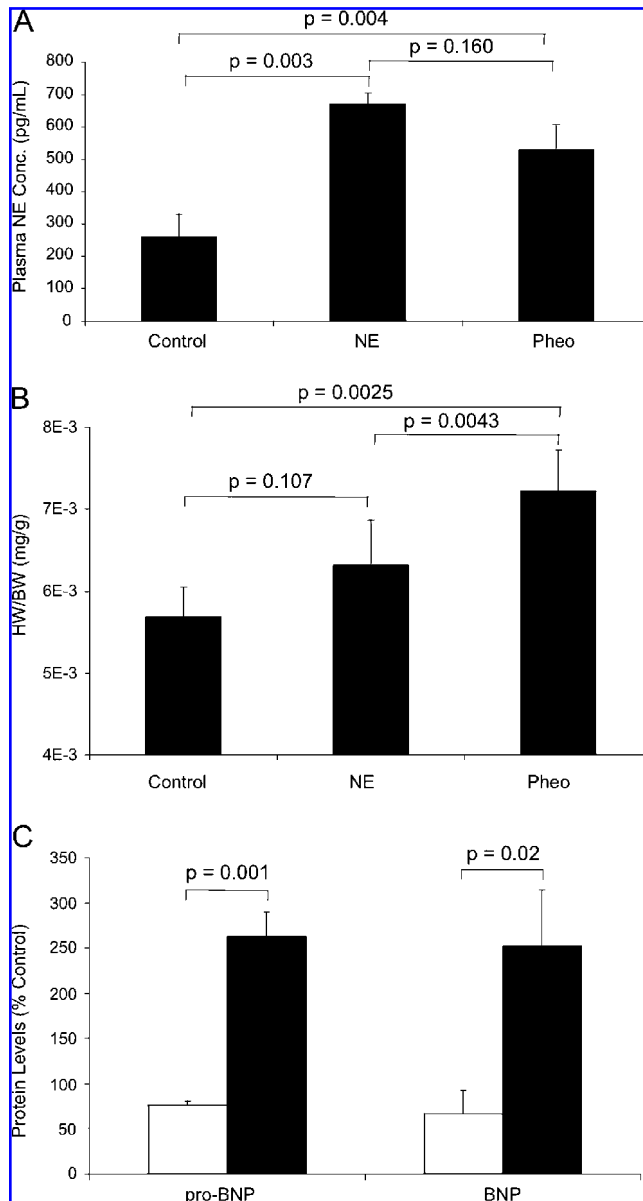 A
p = 0.004
p = 0.003
p = 0.160
Plasma NE Conc. (pg/mL)
800
700
600
500
400
300
200
100
0
Control NE Pheo
B
p = 0.0025
p = 0.0043
p = 0.107
HW/BW (mg/g)
8E-3
7E-3
6E-3
5E-3
4E-3
Control NE Pheo
C
p = 0.001
p = 0.02
Protein Levels (% Control)
350
300
250
200
150
100
50
0
pro-BNP BNP